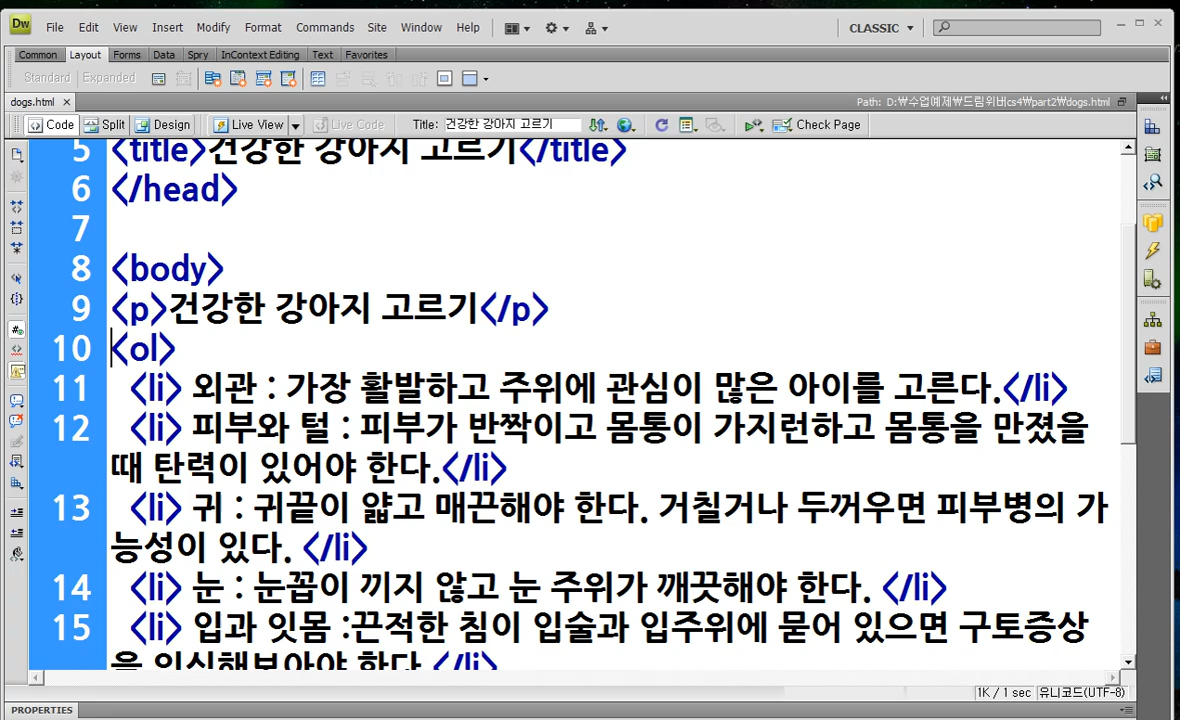 Dw File Edit View Insert Modify Format Commands Site Window Help CLASSIC
Common Layout Forms Data Spry InContext Editing Text Favorites
Standard Expanded
dogs.html Path: D:₩수업예제₩드림위버cs4₩part2₩dogs.html
Code Split Design Live View Live Code Title: 건강한 강아지 고르기 Check Page
5 <title>건강한 강아지 고르기</title>
6 </head>
7
8 <body>
9 <p>건강한 강아지 고르기</p>
10 <ol>
11 <li> 외관 : 가장 활발하고 주위에 관심이 많은 아이를 고른다.</li>
12 <li> 피부와 털 : 피부가 반짝이고 몸통이 가지런하고 몸통을 만졌을
때 탄력이 있어야 한다.</li>
13 <li> 귀 : 귀끝이 얇고 매끈해야 한다. 거칠거나 두꺼우면 피부병의 가
능성이 있다. </li>
14 <li> 눈 : 눈꼽이 끼지 않고 눈 주위가 깨끗해야 한다. </li>
15 <li> 입과 잇몸 :끈적한 침이 입술과 입주위에 묻어 있으면 구토증상
을 의심해보아야 한다.</li>
1K / 1 sec 유니코드(UTF-8)
PROPERTIES